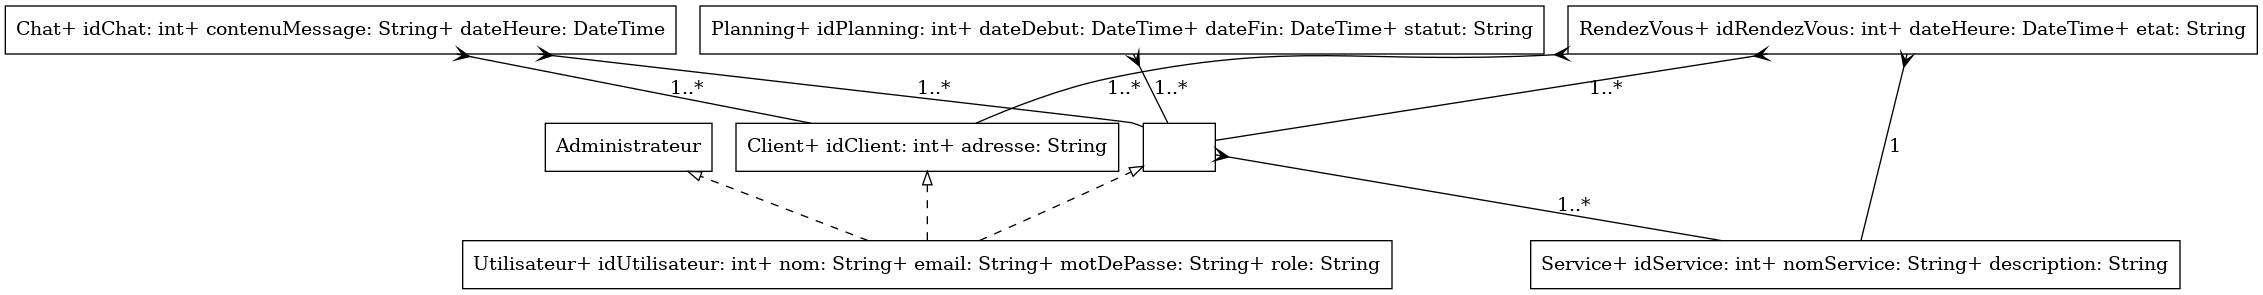 Chat+ idChat: int+ contenuMessage: String+ dateHeure: DateTime
Planning+ idPlanning: int+ dateDebut: DateTime+ dateFin: DateTime+ statut: String
RendezVous+ idRendezVous: int+ dateHeure: DateTime+ etat: String
1..*
1..*
1..*
1..*
1..*
Administrateur
Client+ idClient: int+ adresse: String
1
1..*
Utilisateur+ idUtilisateur: int+ nom: String+ email: String+ motDePasse: String+ role: String
Service+ idService: int+ nomService: String+ description: String